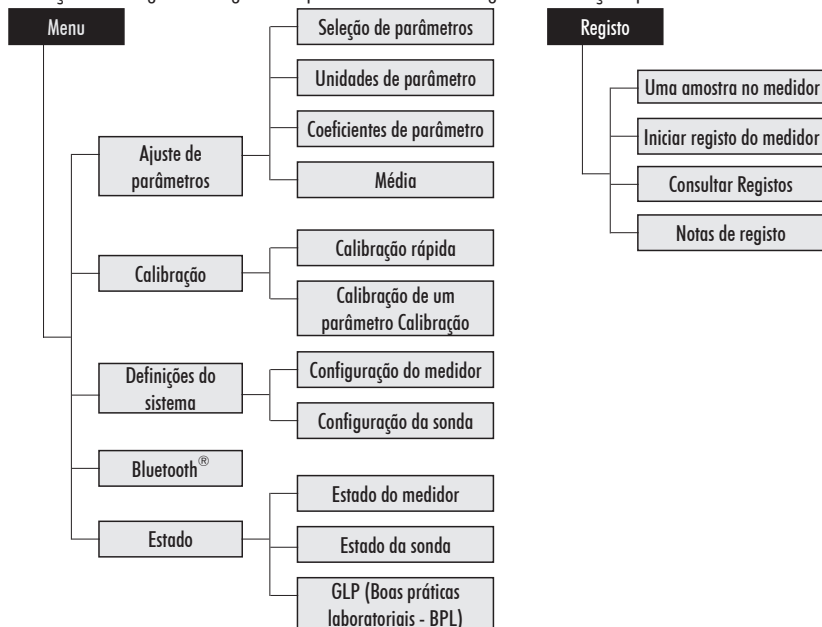 Menu
Seleção de parâmetros
Unidades de parâmetro
Coeficientes de parâmetro
Média
Ajuste de
parâmetros
Calibração
Calibração rápida
Calibração de um
parâmetro Calibração
Definições do
sistema
Configuração do medidor
Configuração da sonda
Bluetooth®
Estado
Estado do medidor
Estado da sonda
GLP (Boas práticas
laboratoriais - BPL)
Registo
Uma amostra no medidor
Iniciar registo do medidor
Consultar Registos
Notas de registo